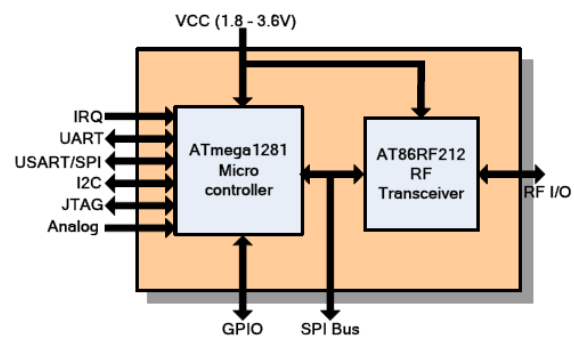 VCC (1.8 - 3.6V)
IRQ
UART
USART/SPI
I2C
JTAG
Analog
ATmega1281
Micro
controller
AT86RF212
RF
Transceiver
RF I/O
GPIO
SPI Bus